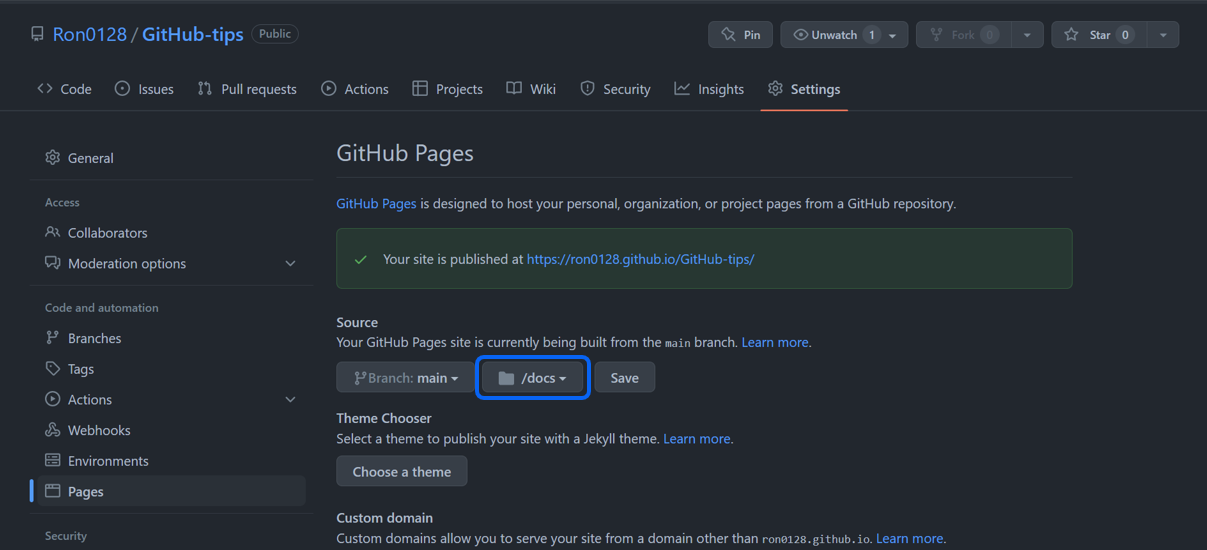 Ron0128 / GitHub-tips Public
Pin Unwatch 1 Fork 0 Star 0
Code Issues Pull requests Actions Projects Wiki Security Insights Settings
General
Access
Collaborators
Moderation options
Code and automation
Branches
Tags
Actions
Webhooks
Environments
Pages
Security
GitHub Pages
GitHub Pages is designed to host your personal, organization, or project pages from a GitHub repository.
Your site is published at https://ron0128.github.io/GitHub-tips/
Source
Your GitHub Pages site is currently being built from the main branch. Learn more.
Branch: main /docs Save
Theme Chooser
Select a theme to publish your site with a Jekyll theme. Learn more.
Choose a theme
Custom domain
Custom domains allow you to serve your site from a domain other than ron0128.github.io. Learn more.